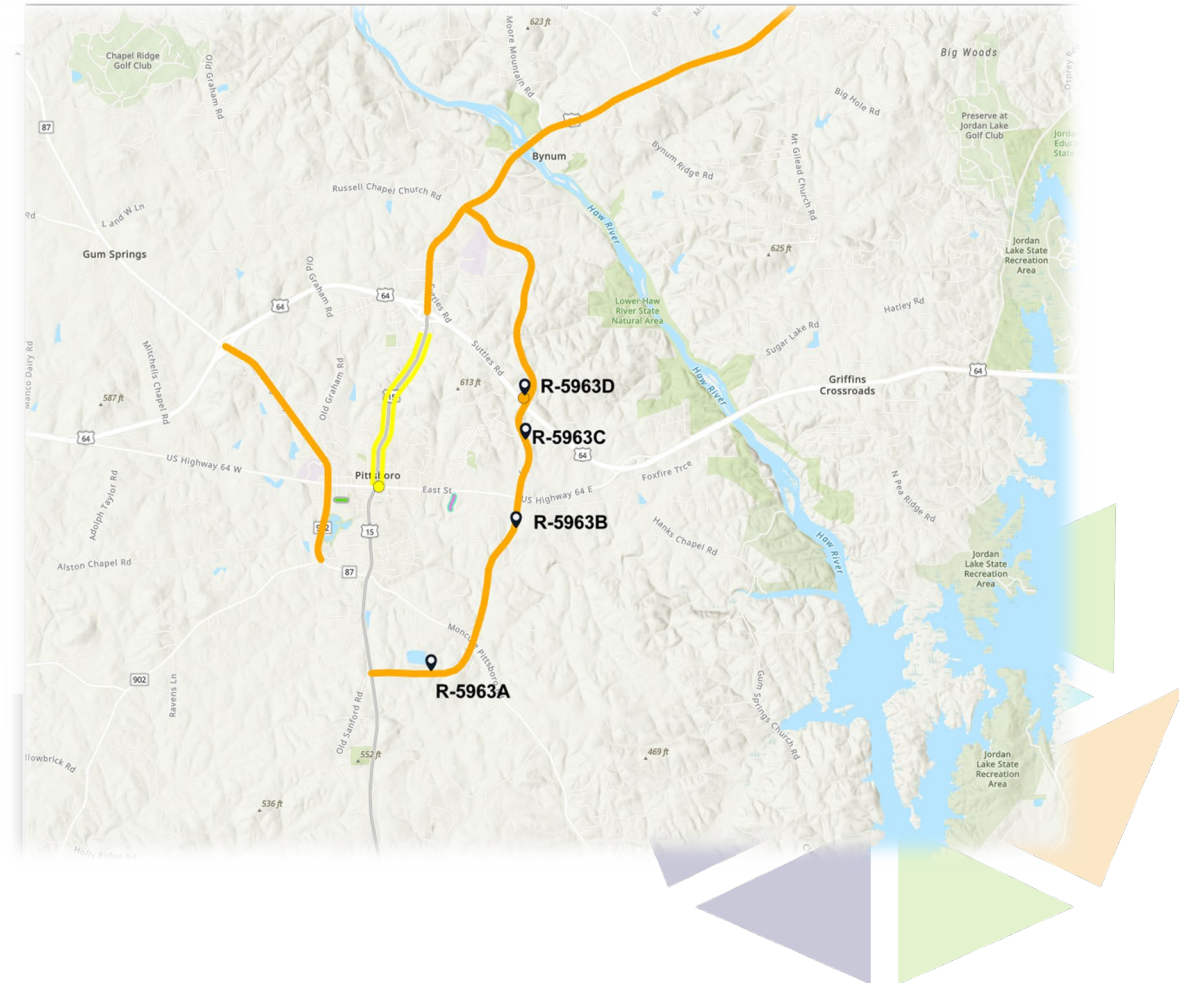 623 ft
Moore Mountain Rd
Big Woods
Chapel Ridge
Golf Club
Old Graham Rd
Osprey Rd
Big Hole Rd
87
Preserve at
Jordan Lake
Golf Club
Bynum
Mt Gilead Church Rd
Bynum Ridge Rd
Russell Chapel Church Rd
L and W Ln
Haw River
Gum Springs
625 ft
Jordan
Lake State
Recreation
Area
Old Graham Rd
64
64
Lower Haw
River State
Natural Area
Hatley Rd
Sugar Lake Rd
Suttles Rd
Mitchells Chapel Rd
Old Graham Rd
613 ft
R-5963D
Haw River
Griffins
Crossroads
64
587 ft
R-5963C
64
64
US Highway 64 W
Pittsboro
East St
US Highway 64 E
Foxfire Trce
N Pea Ridge Rd
Adolph Taylor Rd
R-5963B
Hanks Chapel Rd
15
Haw River
Alston Chapel Rd
87
Jordan
Lake State
Recreation
Area
R-5963A
902
Ravens Ln
Old Sanford Rd
Gum Springs Church Rd
552 ft
469 ft
Jordan
Lake State
Recreation
Area
536 ft